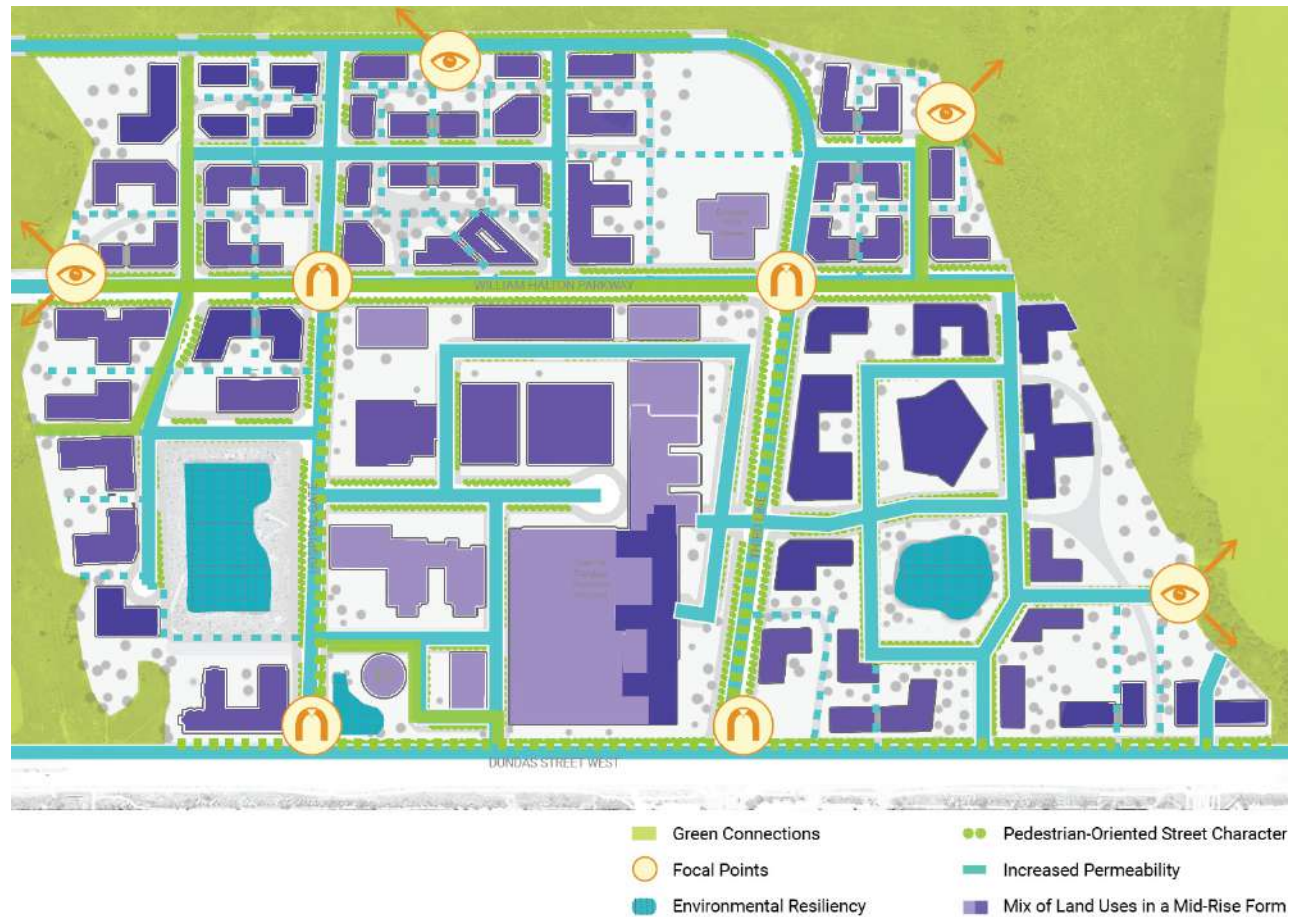 WILLIAM HALTON PARKWAY
DUNDAS STREET WEST
Green Connections
Focal Points
Environmental Resiliency
Pedestrian-Oriented Street Character
Increased Permeability
Mix of Land Uses in a Mid-Rise Form